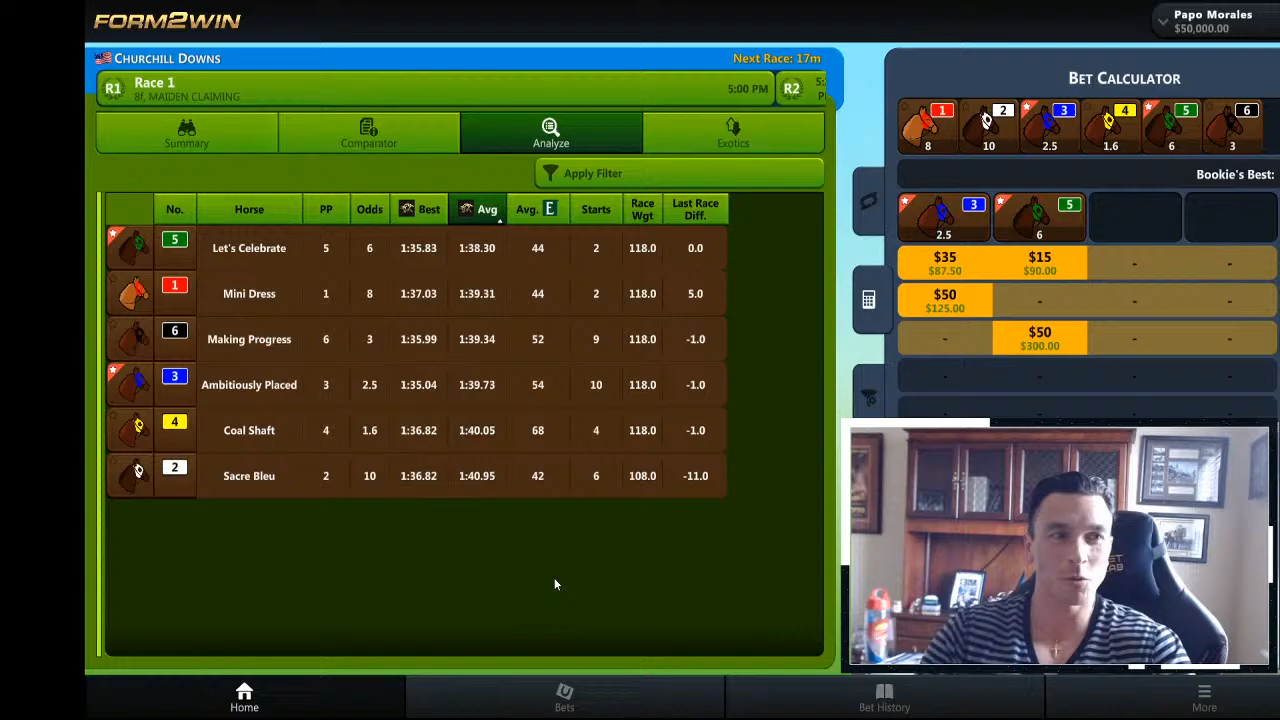 FORM2WIN
Papo Morales
$50,000.00
CHURCHILL DOWNS
Next Race: 17m
R1
Race 1
8f, MAIDEN CLAIMING
5:00 PM
R2
5:
P
Summary
Comparator
Analyze
Exotics
Apply Filter
No. Horse PP Odds Best Avg Avg. E Starts Race Wgt Last Race Diff.
5 Let's Celebrate 5 6 1:35.83 1:38.30 44 2 118.0 0.0
1 Mini Dress 1 8 1:37.03 1:39.31 44 2 118.0 5.0
6 Making Progress 6 3 1:35.99 1:39.34 52 9 118.0 -1.0
3 Ambitiously Placed 3 2.5 1:35.04 1:39.73 54 10 118.0 -1.0
4 Coal Shaft 4 1.6 1:36.82 1:40.05 68 4 118.0 -1.0
2 Sacre Bleu 2 10 1:36.82 1:40.95 42 6 108.0 -11.0
BET CALCULATOR
1 2 3 4 5 6
8 10 2.5 1.6 6 3
Bookie's Best:
3 5
2.5 6
$35 $15 - -
$87.50 $90.00
$50 - - -
$125.00
- $50 - -
$300.00
- - - -
- - - -
Home
Bets
Bet History
More